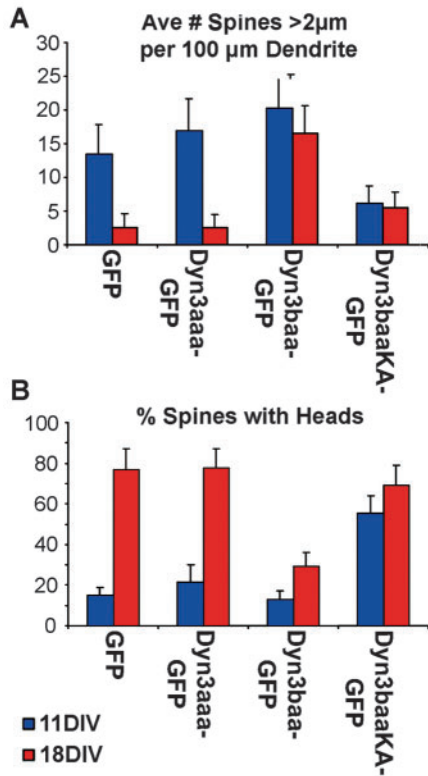 A
Ave # Spines >2μm
per 100 μm Dendrite
30
25
20
15
10
5
0
GFP
Dyn3aaa-
GFP
Dyn3baa-
GFP
Dyn3baaKA-
GFP
B
% Spines with Heads
100
80
60
40
20
0
GFP
Dyn3aaa-
GFP
Dyn3baa-
GFP
Dyn3baaKA-
GFP
11DIV
18DIV